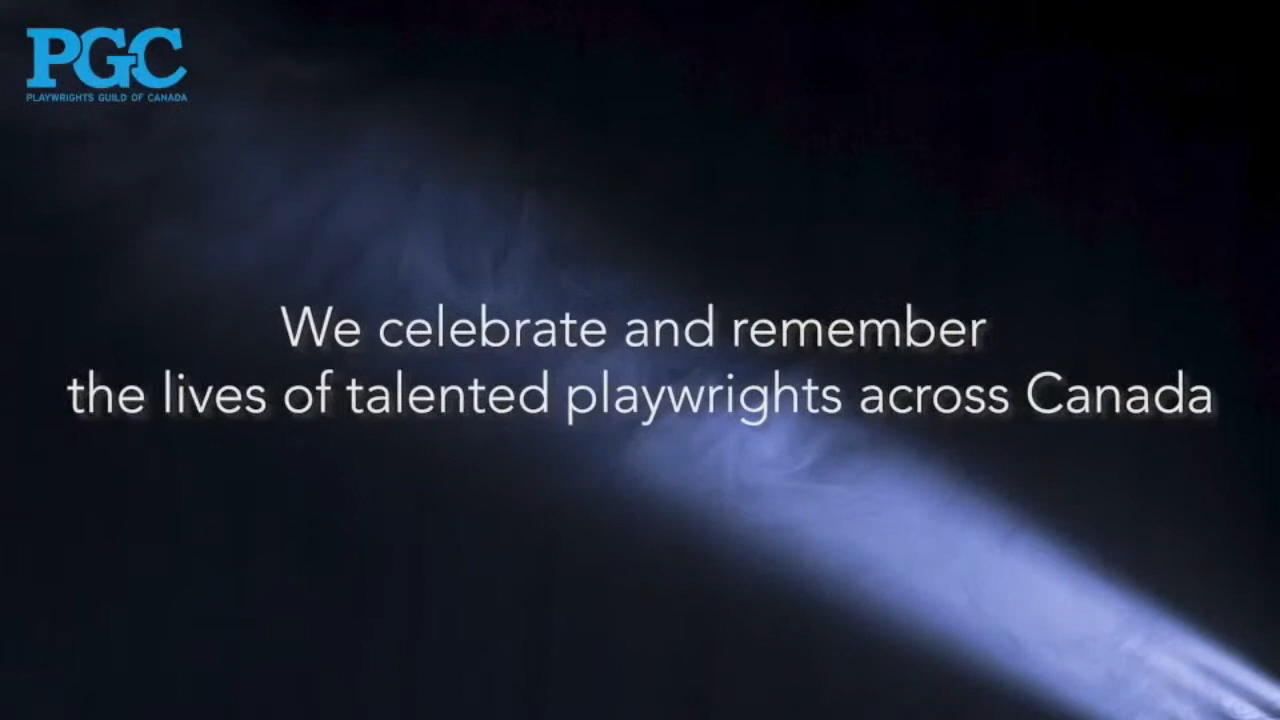 PGC
PLAYWRIGHTS GUILD OF CANADA
We celebrate and remember
the lives of talented playwrights across Canada